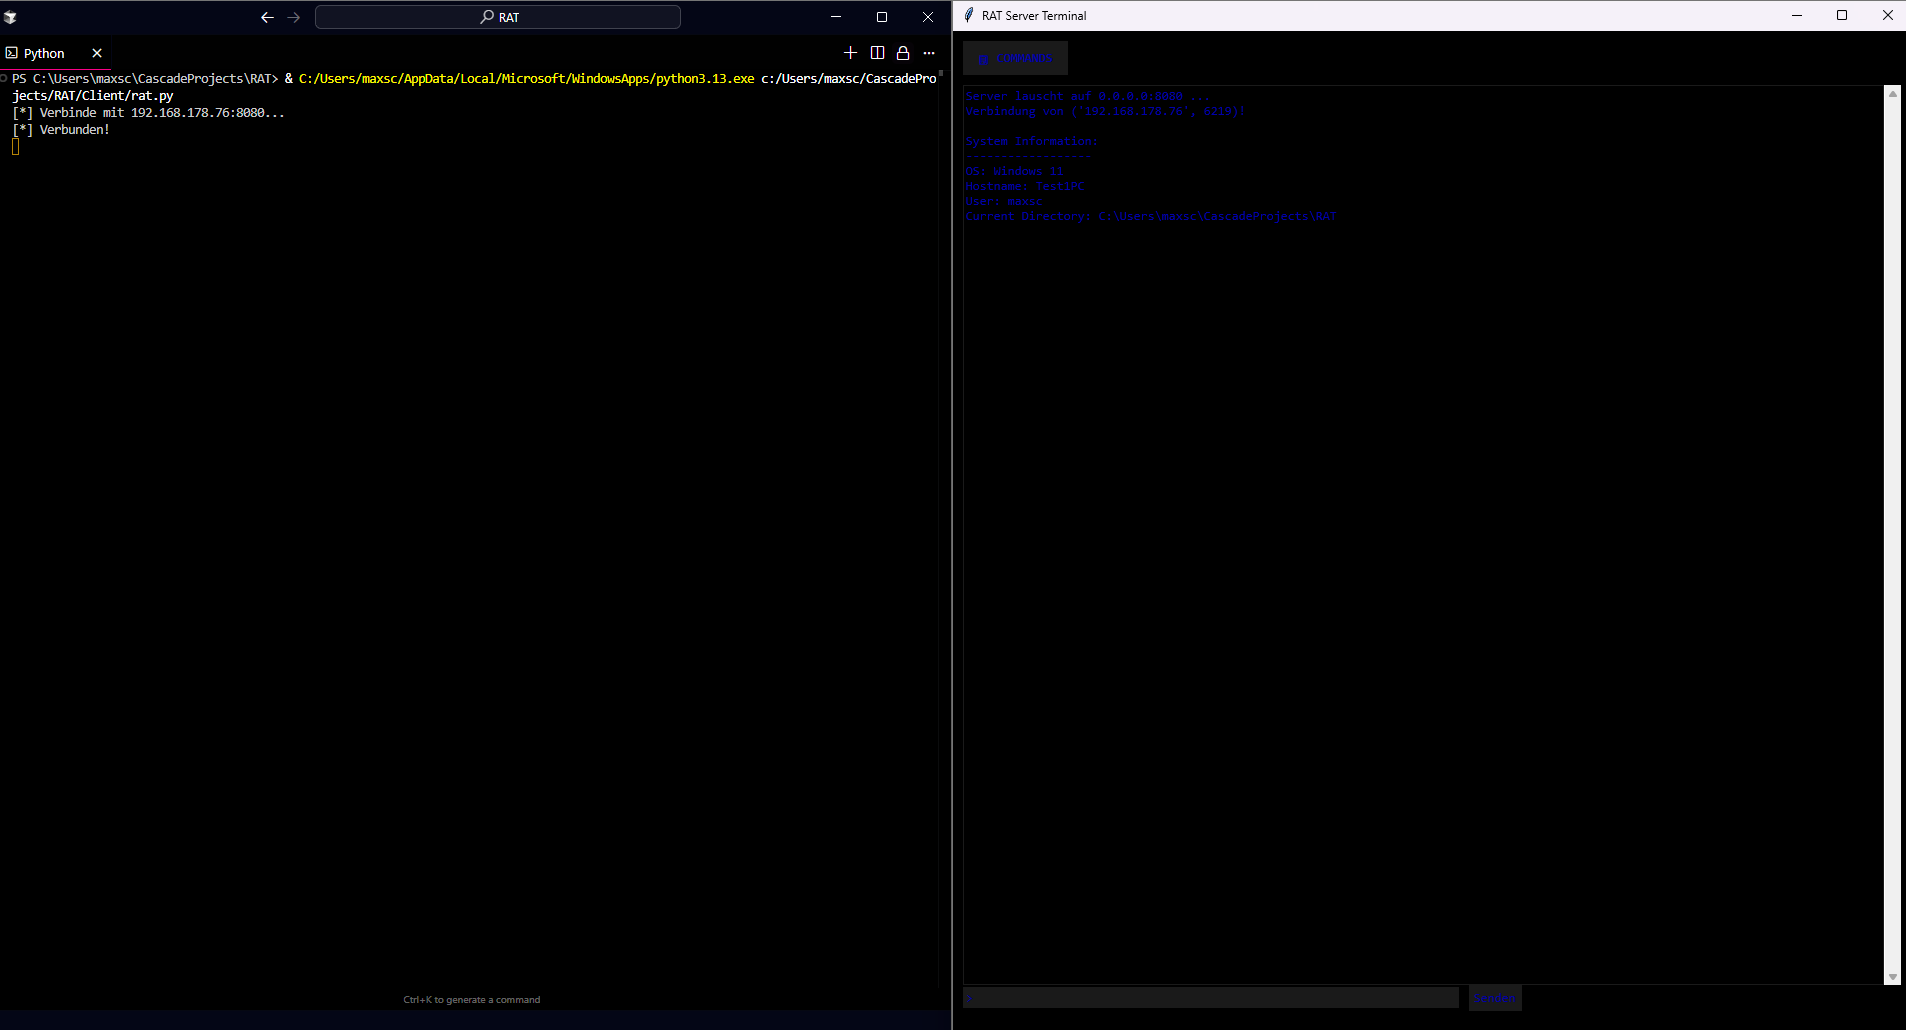 RAT
Python
PS C:\Users\maxsc\CascadeProjects\RAT> & C:/Users/maxsc/AppData/Local/Microsoft/WindowsApps/python3.13.exe c:/Users/maxsc/CascadePro
jects/RAT/Client/rat.py
[*] Verbinde mit 192.168.178.76:8080...
[*] Verbunden!
Ctrl+K to generate a command
RAT Server Terminal
COMMANDS
Server lauscht auf 0.0.0.0:8080 ...
Verbindung von ('192.168.178.76', 6219)!
System Information:
------------------
OS: Windows 11
Hostname: Test1PC
User: maxsc
Current Directory: C:\Users\maxsc\CascadeProjects\RAT
Senden